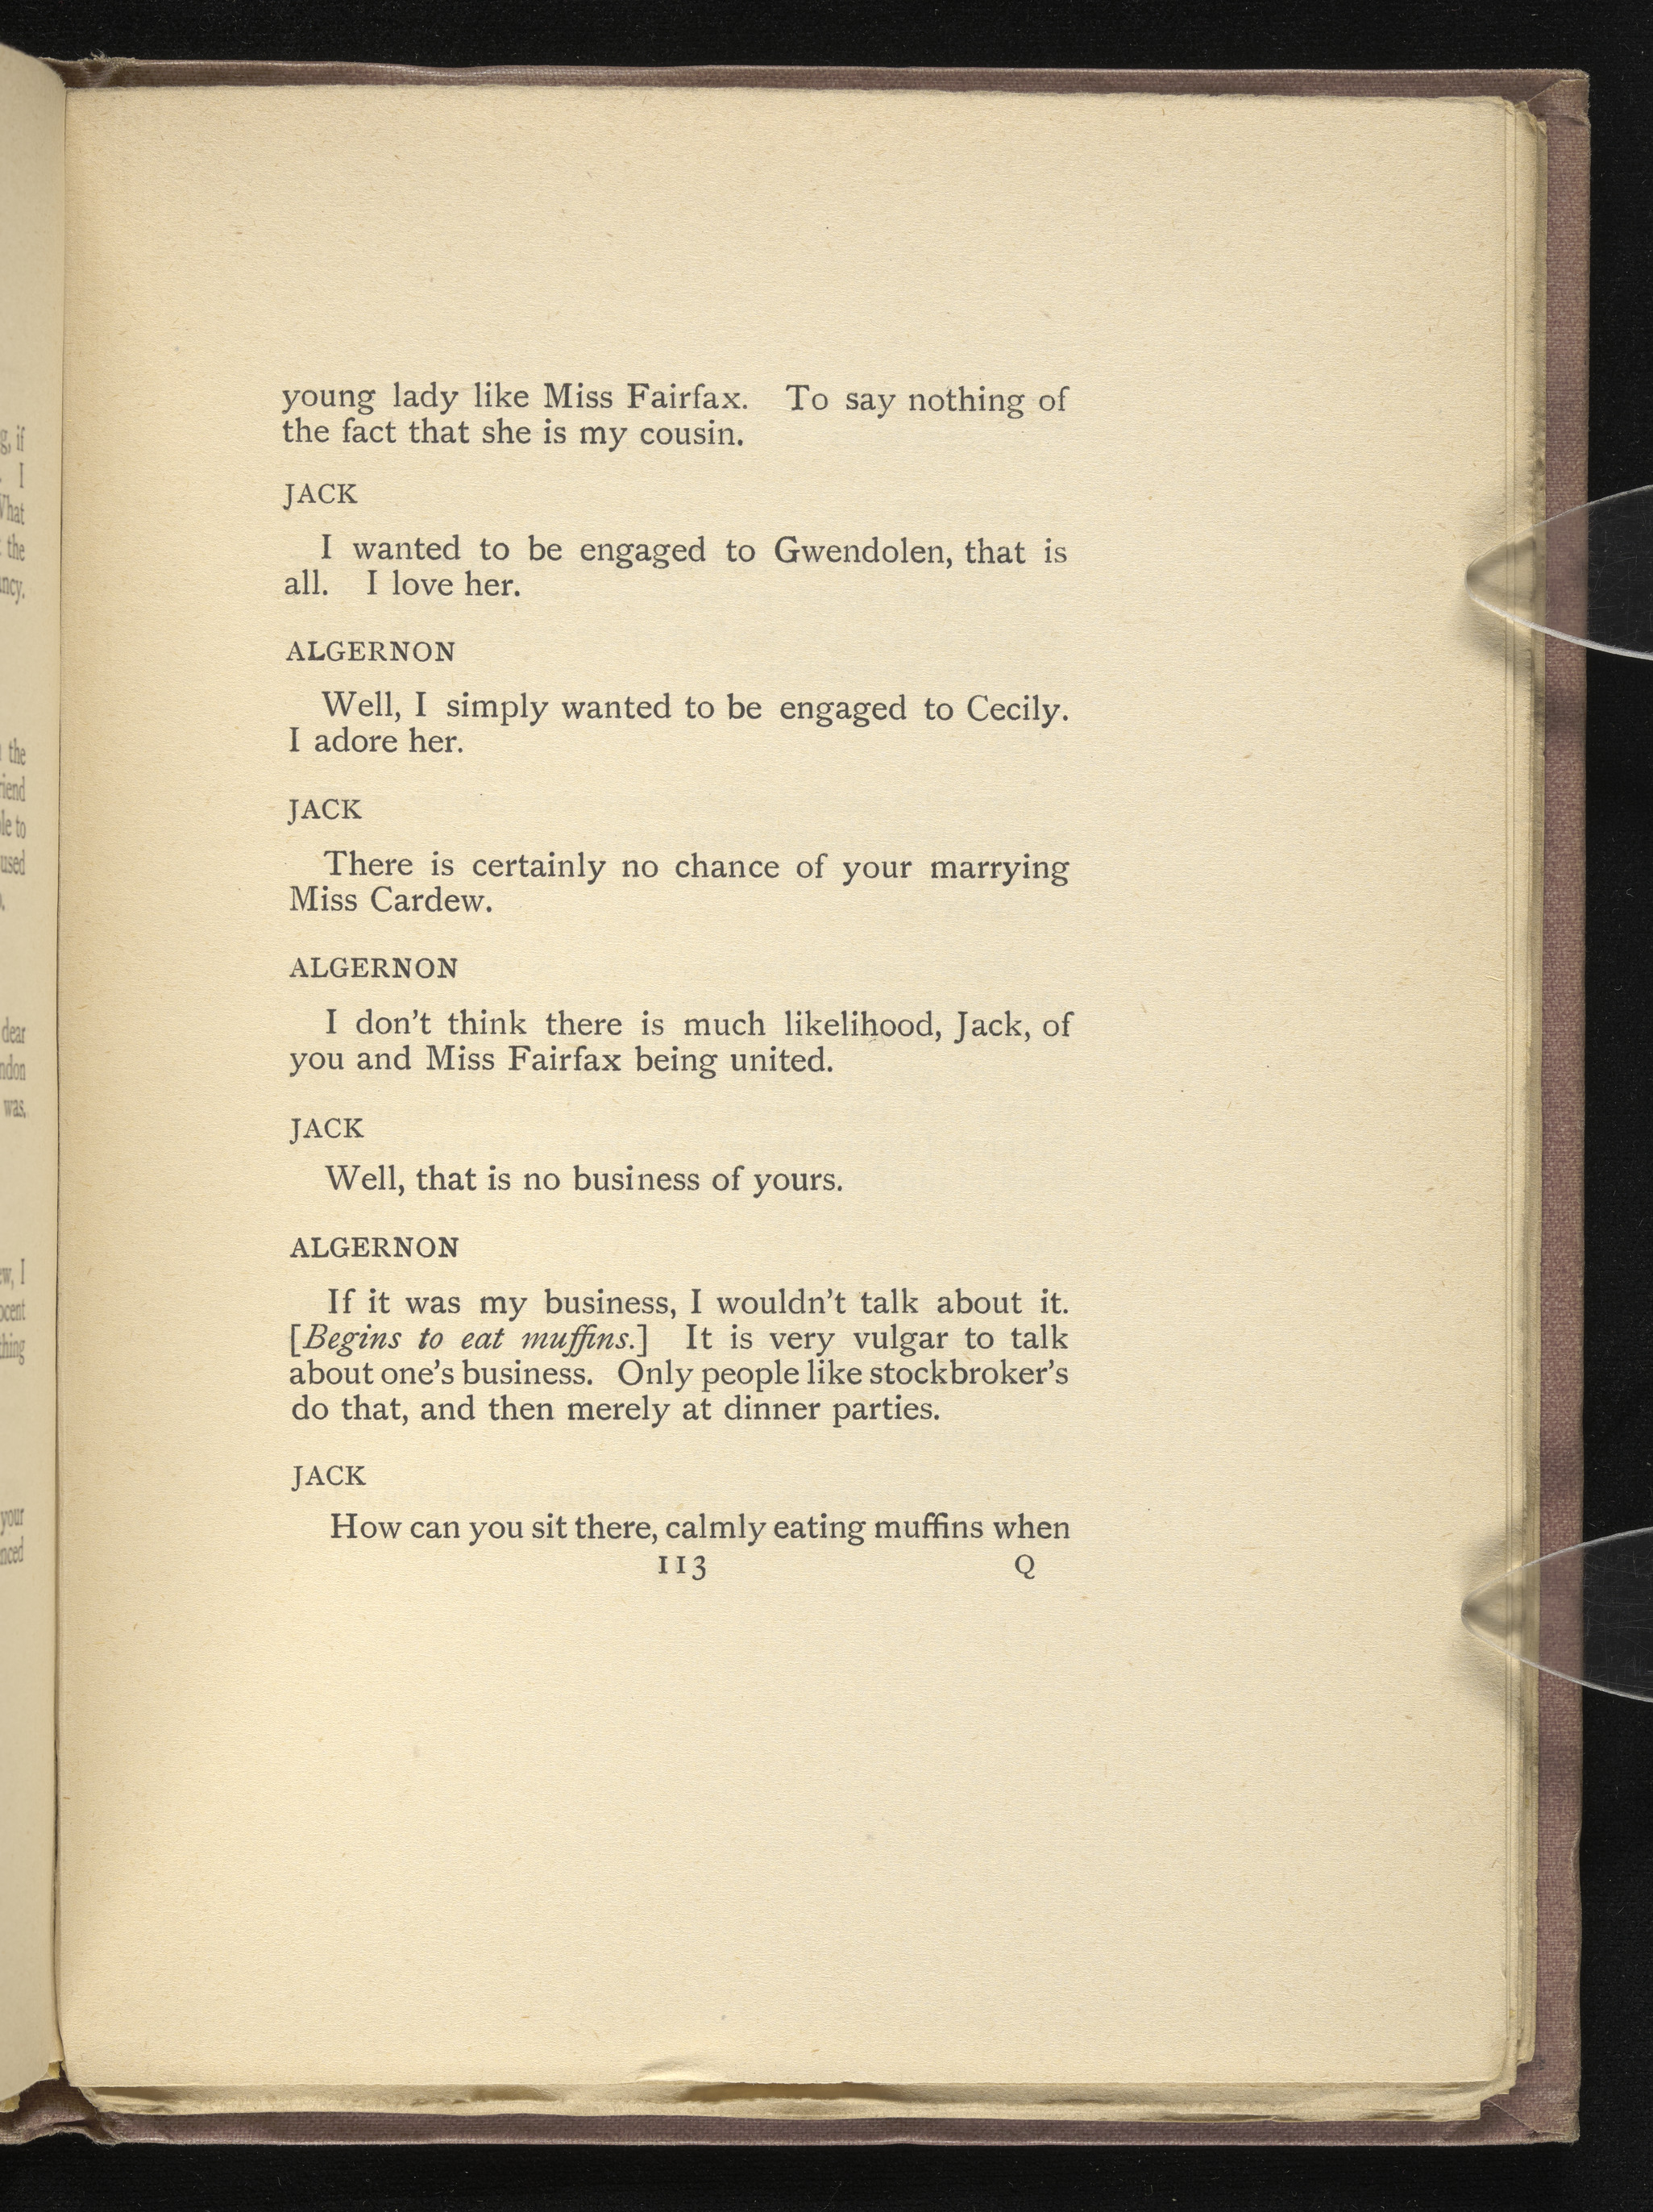 young lady like Miss Fairfax. To say nothing of
the fact that she is my cousin.
JACK
I wanted to be engaged to Gwendolen, that is
all. I love her.
ALGERNON
Well, I simply wanted to be engaged to Cecily.
I adore her.
JACK
There is certainly no chance of your marrying
Miss Cardew.
ALGERNON
I don't think there is much likelihood, Jack, of
you and Miss Fairfax being united.
JACK
Well, that is no business of yours.
ALGERNON
If it was my business, I wouldn't talk about it.
[Begins to eat muffins.] It is very vulgar to talk
about one's business. Only people like stockbroker's
do that, and then merely at dinner parties.
JACK
How can you sit there, calmly eating muffins when
113 Q